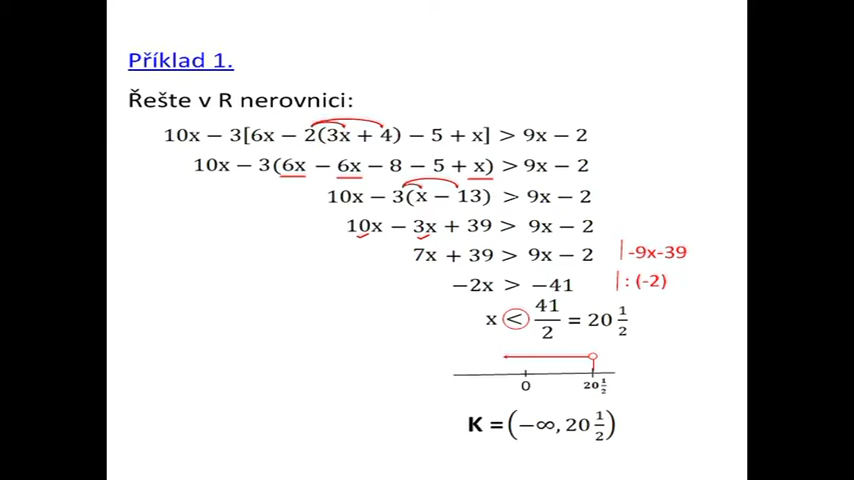 Příklad 1.
Řešte v R nerovnici:
10x − 3[6x − 2(3x + 4) − 5 + x] > 9x − 2
10x − 3(6x − 6x − 8 − 5 + x) > 9x − 2
10x − 3(x − 13) > 9x − 2
10x − 3x + 39 > 9x − 2
7x + 39 > 9x − 2 | -9x-39
−2x > −41 | : (-2)
x < 41/2 = 20 1/2
0 20 1/2
K = (−∞, 20 1/2)